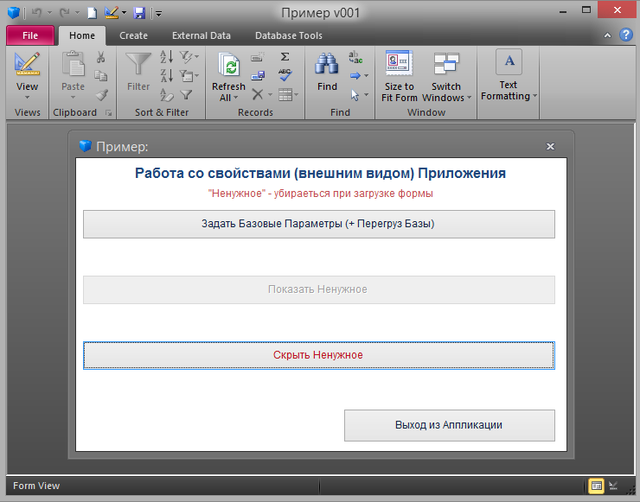 Пример v001
File Home Create External Data Database Tools
View
Views
Paste
Clipboard
Filter
Sort & Filter
Refresh
All
Records
Find
Find
Size to
Fit Form
Switch
Windows
Window
Text
Formatting
Пример:
Работа со свойствами (внешним видом) Приложения
"Ненужное" - убираеться при загрузке формы
Задать Базовые Параметры (+ Перегруз Базы)
Показать Ненужное
Скрыть Ненужное
Выход из Аппликации
Form View